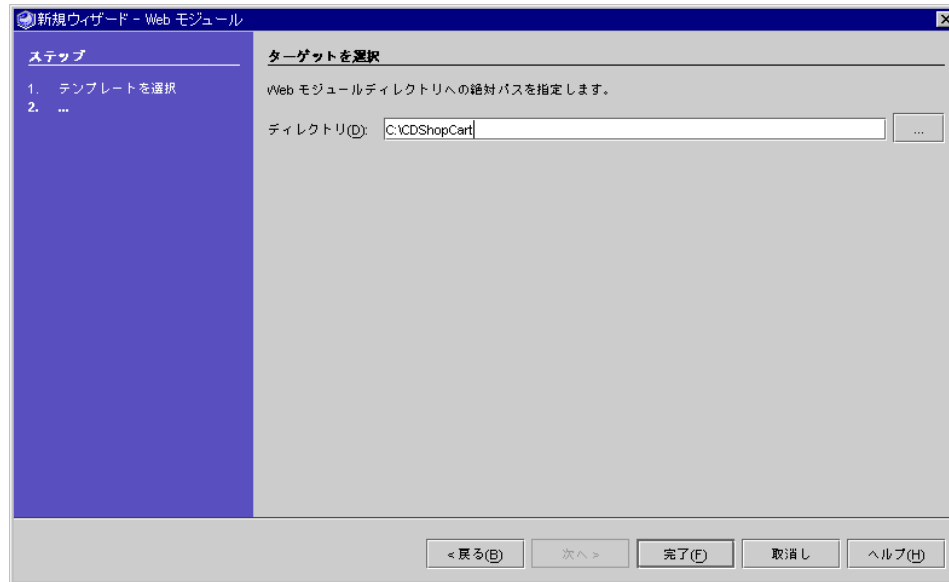 新規ウィザード - Web モジュール
ステップ
1. テンプレートを選択
2. ...
ターゲットを選択
Web モジュールディレクトリへの絶対パスを指定します。
ディレクトリ(D): C:\CDShopCart ...
< 戻る(B) 次へ > 完了(F) 取消し ヘルプ(H)